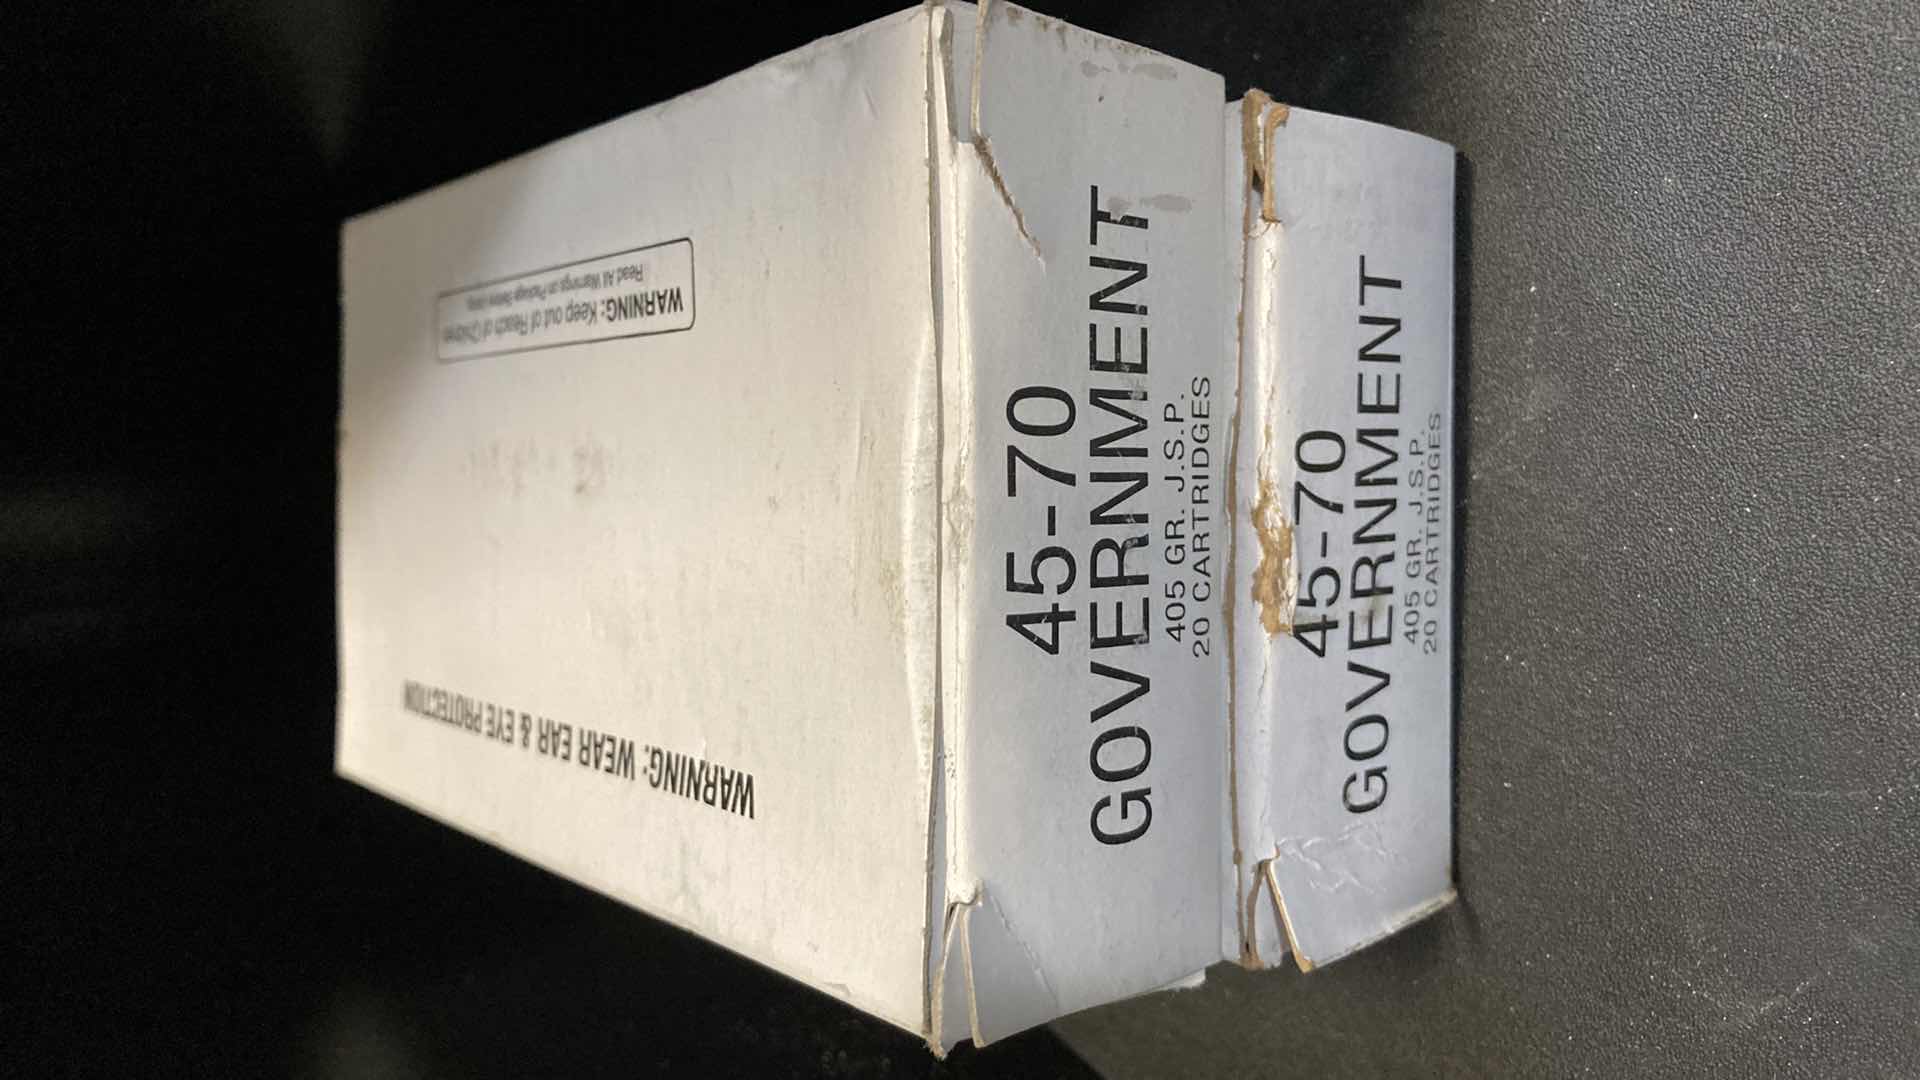 45-70
GOVERNMENT
405 GR. J.S.P.
20 CARTRIDGES
45-70
GOVERNMENT
405 GR. J.S.P.
20 CARTRIDGES
WARNING: WEAR EAR & EYE PROTECTION
WARNING: Keep out of Reach of Children
Read All Warnings on Package Before Using